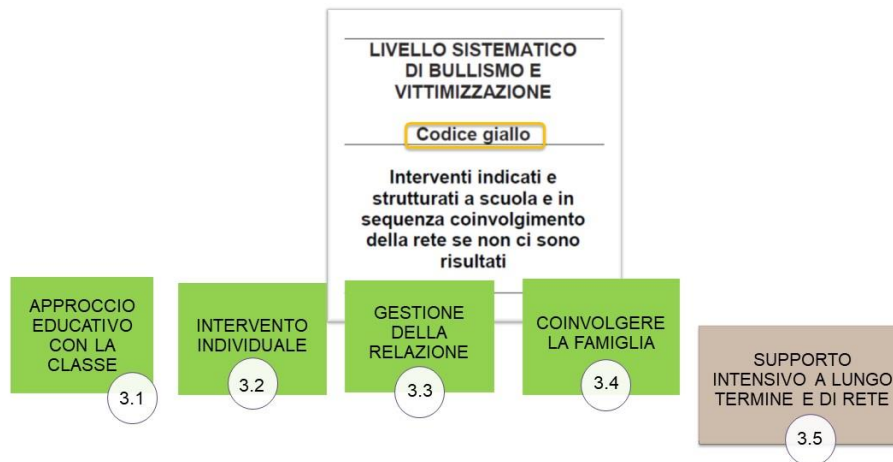 LIVELLO SISTEMATICO
DI BULLISMO E
VITTIMIZZAZIONE
Codice giallo
Interventi indicati e
strutturati a scuola e in
sequenza coinvolgimento
della rete se non ci sono
risultati
APPROCCIO
EDUCATIVO
CON LA
CLASSE
3.1
INTERVENTO
INDIVIDUALE
3.2
GESTIONE
DELLA
RELAZIONE
3.3
COINVOLGERE
LA FAMIGLIA
3.4
SUPPORTO
INTENSIVO A LUNGO
TERMINE E DI RETE
3.5